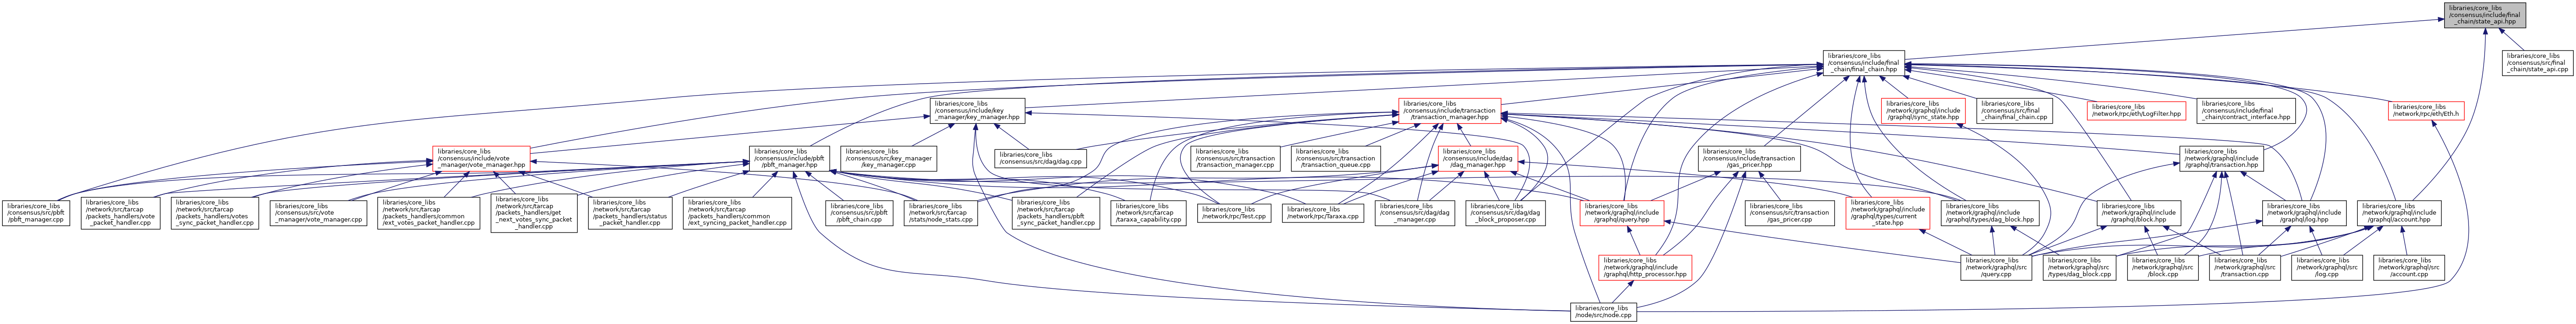 libraries/core_libs
/consensus/include/final
_chain/state_api.hpp
libraries/core_libs
/consensus/include/final
_chain/final_chain.hpp
libraries/core_libs
/consensus/src/final
_chain/state_api.cpp
libraries/core_libs
/consensus/include/key
_manager/key_manager.hpp
libraries/core_libs
/consensus/include/transaction
/transaction_manager.hpp
libraries/core_libs
/network/graphql/include
/graphql/sync_state.hpp
libraries/core_libs
/consensus/src/final
_chain/final_chain.cpp
libraries/core_libs
/network/rpc/eth/LogFilter.hpp
libraries/core_libs
/consensus/include/final
_chain/contract_interface.hpp
libraries/core_libs
/network/rpc/eth/Eth.h
libraries/core_libs
/consensus/include/vote
_manager/vote_manager.hpp
libraries/core_libs
/consensus/include/pbft
/pbft_manager.hpp
libraries/core_libs
/consensus/src/key_manager
/key_manager.cpp
libraries/core_libs
/consensus/src/dag/dag.cpp
libraries/core_libs
/consensus/src/transaction
/transaction_manager.cpp
libraries/core_libs
/consensus/src/transaction
/transaction_queue.cpp
libraries/core_libs
/consensus/include/dag
/dag_manager.hpp
libraries/core_libs
/consensus/include/transaction
/gas_pricer.hpp
libraries/core_libs
/network/graphql/include
/graphql/transaction.hpp
libraries/core_libs
/consensus/src/pbft
/pbft_manager.cpp
libraries/core_libs
/network/src/tarcap
/packets_handlers/vote
_packet_handler.cpp
libraries/core_libs
/network/src/tarcap
/packets_handlers/votes
_sync_packet_handler.cpp
libraries/core_libs
/consensus/src/vote
_manager/vote_manager.cpp
libraries/core_libs
/network/src/tarcap
/packets_handlers/common
/ext_votes_packet_handler.cpp
libraries/core_libs
/network/src/tarcap
/packets_handlers/get
_next_votes_sync_packet
_handler.cpp
libraries/core_libs
/network/src/tarcap
/packets_handlers/status
_packet_handler.cpp
libraries/core_libs
/network/src/tarcap
/packets_handlers/common
/ext_syncing_packet_handler.cpp
libraries/core_libs
/consensus/src/pbft
/pbft_chain.cpp
libraries/core_libs
/network/src/tarcap
/stats/node_stats.cpp
libraries/core_libs
/network/src/tarcap
/packets_handlers/pbft
_sync_packet_handler.cpp
libraries/core_libs
/network/src/tarcap
/taraxa_capability.cpp
libraries/core_libs
/network/rpc/Test.cpp
libraries/core_libs
/network/rpc/Taraxa.cpp
libraries/core_libs
/consensus/src/dag/dag
_manager.cpp
libraries/core_libs
/consensus/src/dag/dag
_block_proposer.cpp
libraries/core_libs
/network/graphql/include
/graphql/query.hpp
libraries/core_libs
/consensus/src/transaction
/gas_pricer.cpp
libraries/core_libs
/network/graphql/include
/graphql/types/current
_state.hpp
libraries/core_libs
/network/graphql/include
/graphql/types/dag_block.hpp
libraries/core_libs
/network/graphql/include
/graphql/block.hpp
libraries/core_libs
/network/graphql/include
/graphql/log.hpp
libraries/core_libs
/network/graphql/include
/graphql/account.hpp
libraries/core_libs
/network/graphql/include
/graphql/http_processor.hpp
libraries/core_libs
/network/graphql/src
/query.cpp
libraries/core_libs
/network/graphql/src
/types/dag_block.cpp
libraries/core_libs
/network/graphql/src
/block.cpp
libraries/core_libs
/network/graphql/src
/transaction.cpp
libraries/core_libs
/network/graphql/src
/log.cpp
libraries/core_libs
/network/graphql/src
/account.cpp
libraries/core_libs
/node/src/node.cpp